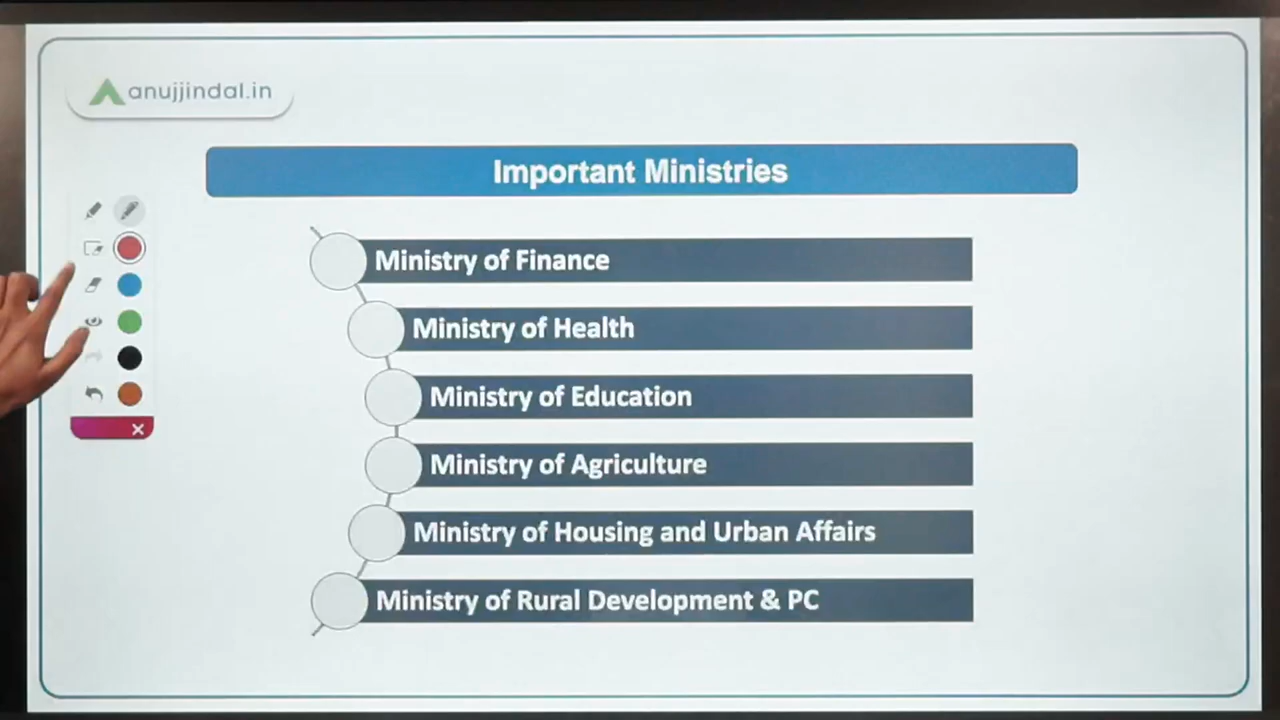 anujjindal.in
Important Ministries
Ministry of Finance
Ministry of Health
Ministry of Education
Ministry of Agriculture
Ministry of Housing and Urban Affairs
Ministry of Rural Development & PC